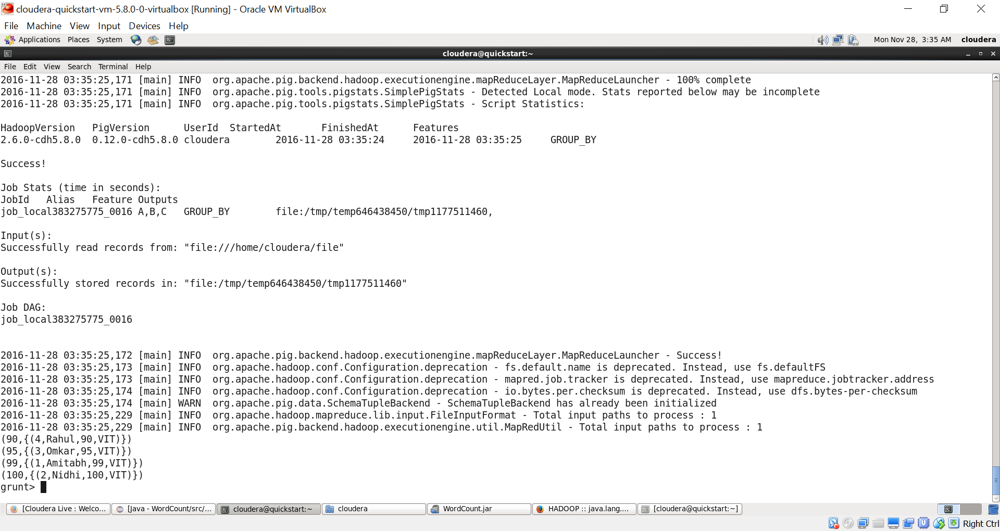 cloudera-quickstart-vm-5.8.0-0-virtualbox [Running] - Oracle VM VirtualBox
File Machine View Input Devices Help
Applications Places System Mon Nov 28, 3:35 AM cloudera
cloudera@quickstart:~
File Edit View Search Terminal Help
2016-11-28 03:35:25,171 [main] INFO  org.apache.pig.backend.hadoop.executionengine.mapReduceLayer.MapReduceLauncher - 100% complete
2016-11-28 03:35:25,171 [main] INFO  org.apache.pig.tools.pigstats.SimplePigStats - Detected Local mode. Stats reported below may be incomplete
2016-11-28 03:35:25,171 [main] INFO  org.apache.pig.tools.pigstats.SimplePigStats - Script Statistics:
HadoopVersion   PigVersion      UserId  StartedAt       FinishedAt      Features
2.6.0-cdh5.8.0  0.12.0-cdh5.8.0 cloudera        2016-11-28 03:35:24     2016-11-28 03:35:25     GROUP_BY
Success!
Job Stats (time in seconds):
JobId   Alias   Feature Outputs
job_local383275775_0016 A,B,C   GROUP_BY        file:/tmp/temp646438450/tmp1177511460,
Input(s):
Successfully read records from: "file:///home/cloudera/file"
Output(s):
Successfully stored records in: "file:/tmp/temp646438450/tmp1177511460"
Job DAG:
job_local383275775_0016
2016-11-28 03:35:25,172 [main] INFO  org.apache.pig.backend.hadoop.executionengine.mapReduceLayer.MapReduceLauncher - Success!
2016-11-28 03:35:25,173 [main] INFO  org.apache.hadoop.conf.Configuration.deprecation - fs.default.name is deprecated. Instead, use fs.defaultFS
2016-11-28 03:35:25,173 [main] INFO  org.apache.hadoop.conf.Configuration.deprecation - mapred.job.tracker is deprecated. Instead, use mapreduce.jobtracker.address
2016-11-28 03:35:25,174 [main] INFO  org.apache.hadoop.conf.Configuration.deprecation - io.bytes.per.checksum is deprecated. Instead, use dfs.bytes-per-checksum
2016-11-28 03:35:25,174 [main] WARN  org.apache.pig.data.SchemaTupleBackend - SchemaTupleBackend has already been initialized
2016-11-28 03:35:25,229 [main] INFO  org.apache.hadoop.mapreduce.lib.input.FileInputFormat - Total input paths to process : 1
2016-11-28 03:35:25,229 [main] INFO  org.apache.pig.backend.hadoop.executionengine.util.MapRedUtil - Total input paths to process : 1
(90,{(4,Rahul,90,VIT)})
(95,{(3,Omkar,95,VIT)})
(99,{(1,Amitabh,99,VIT)})
(100,{(2,Nidhi,100,VIT)})
grunt>
[Cloudera Live : Welco... [Java - WordCount/src/... cloudera@quickstart:~ cloudera WordCount.jar HADOOP :: java.lang.... [cloudera@quickstart:~]
Right Ctrl